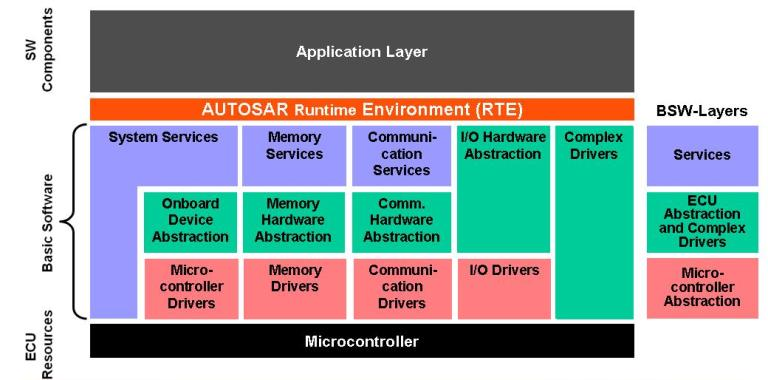 SW
Components
Application Layer
AUTOSAR Runtime Environment (RTE)
BSW-Layers
Basic Software
System Services
Memory
Services
Communi-
cation
Services
I/O Hardware
Abstraction
Complex
Drivers
Services
Onboard
Device
Abstraction
Memory
Hardware
Abstraction
Comm.
Hardware
Abstraction
ECU
Abstraction
and Complex
Drivers
Micro-
controller
Drivers
Memory
Drivers
Communi-
cation
Drivers
I/O Drivers
Micro-
controller
Abstraction
ECU
Resources
Microcontroller